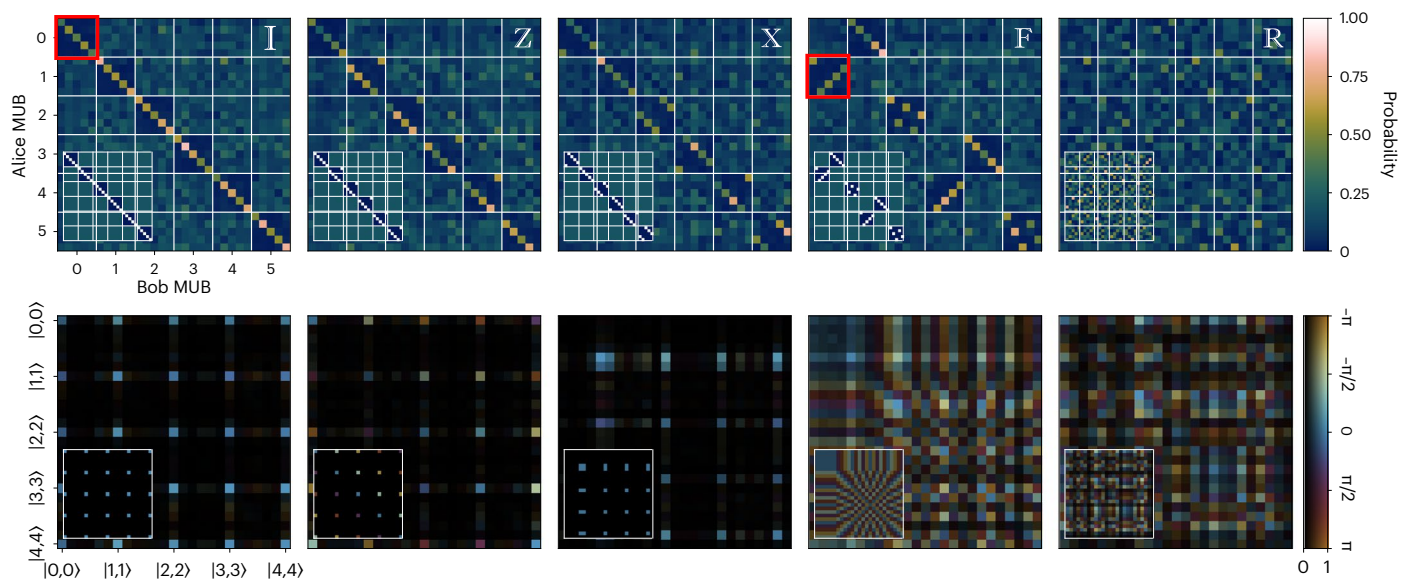 I Z X F R
1.00
0.75
0.50
0.25
0
Probability
Alice MUB
0
1
2
3
4
5
0 1 2 3 4 5
Bob MUB
|0,0⟩
|1,1⟩
|2,2⟩
|3,3⟩
|4,4⟩
|0,0⟩ |1,1⟩ |2,2⟩ |3,3⟩ |4,4⟩
−π
−π/2
0
π/2
π
0 1